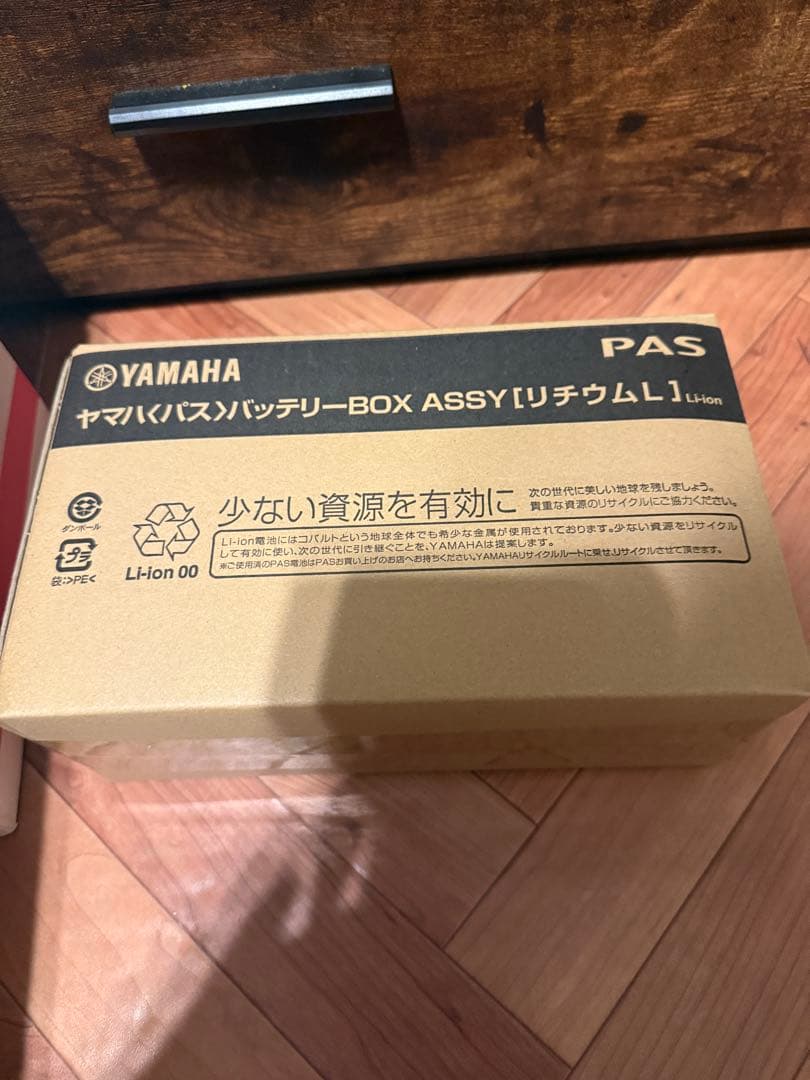 PAS
YAMAHA
ヤマハ〈パス〉バッテリーBOX ASSY[リチウムL] Li-ion
少ない資源を有効に
次の世代に美しい地球を残しましょう。
貴重な資源のリサイクルにご協力ください。
ダンボール
プラ
袋:>PE<
Li-ion 00
Li-ion電池にはコバルトという地球全体でも希少な金属が使用されております。少ない資源をリサイクル
して有効に使い、次の世代に引き継ぐことを、YAMAHAは提案します。
※ご使用済のPAS電池はPASお買い上げのお店へお持ちください。YAMAHAリサイクルルートに乗せ、リサイクルさせて頂きます。